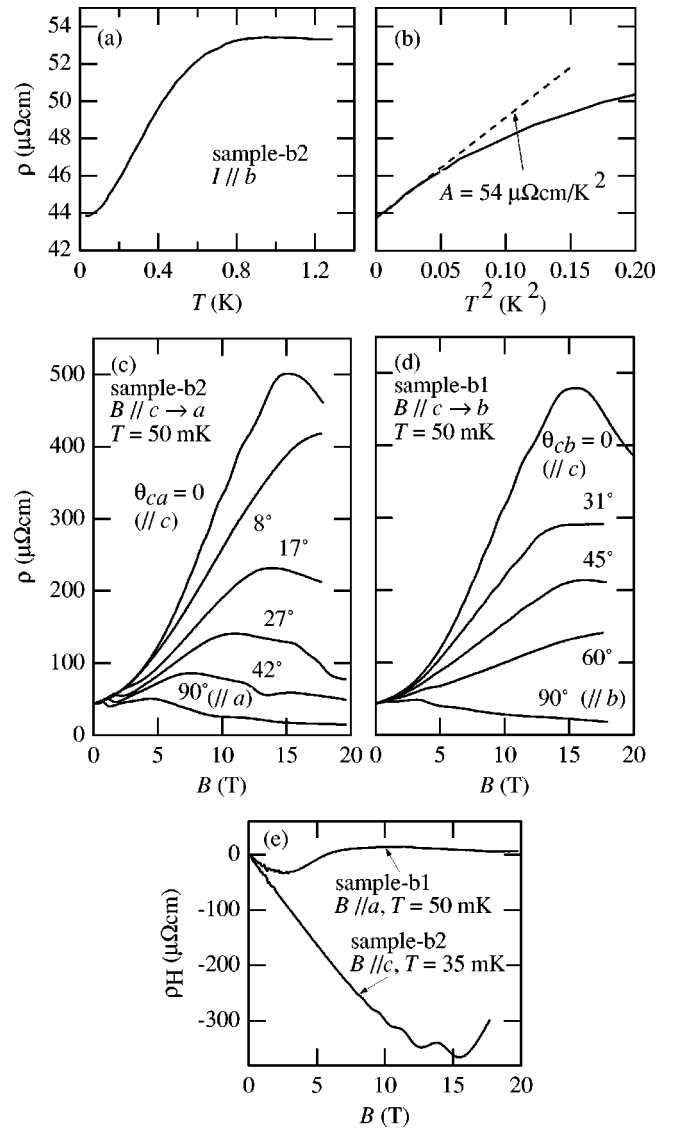 (a)
54
52
50
48
46
44
42
ρ (μΩcm)
sample-b2
I // b
0
0.4
0.8
1.2
T (K)
(b)
A = 54 μΩcm/K²
0
0.05
0.10
0.15
0.20
T² (K²)
(c)
sample-b2
B // c → a
T = 50 mK
500
400
300
200
100
0
ρ (μΩcm)
θca = 0
(// c)
8°
17°
27°
42°
90° (// a)
0
5
10
15
20
B (T)
(d)
sample-b1
B // c → b
T = 50 mK
θcb = 0
(// c)
31°
45°
60°
90° (// b)
0
5
10
15
20
B (T)
(e)
0
-100
-200
-300
ρH (μΩcm)
sample-b1
B //a, T = 50 mK
sample-b2
B //c, T = 35 mK
0
5
10
15
20
B (T)